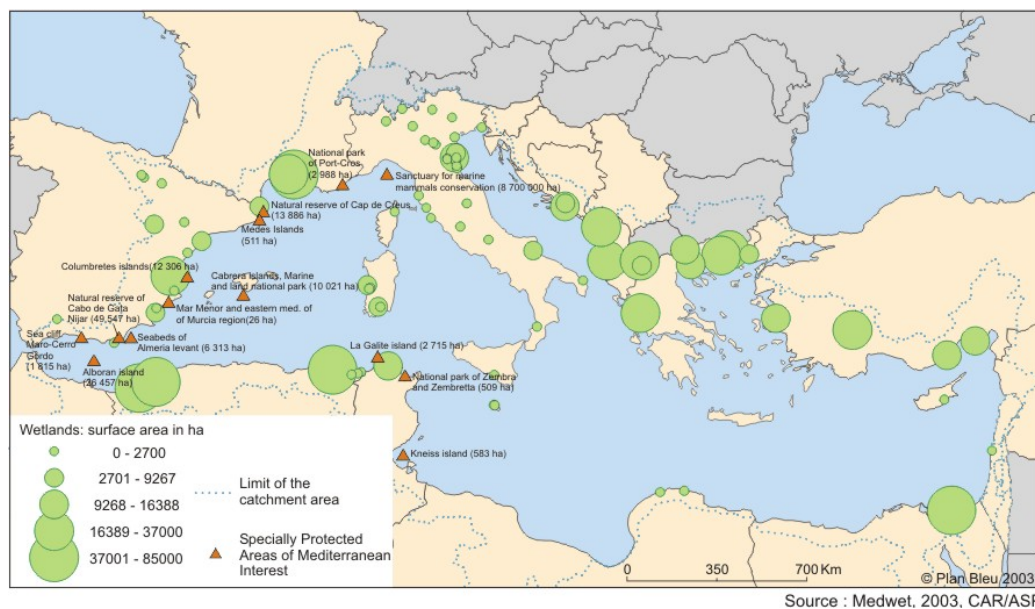 National park
of Port-Cros
(2 988 ha)
Sanctuary for marine
mammals conservation (8 700 000 ha)
Natural reserve of Cap de Creus
(13 886 ha)
Medes Islands
(511 ha)
Columbretes islands(12 306 ha)
Cabrera islands, Marine
and land national park (10 021 ha)
Natural reserve of
Cabo de Gata
Nijar (49,547 ha)
Mar Menor and eastern med. of
of Murcia region(26 ha)
Sea cliff
Maro-Cerro
Gordo
(1 815 ha)
Seabeds of
Almeria levant (6 313 ha)
Alboran island
(26 457 ha)
La Galite island (2 715 ha)
National park of Zembra
and Zembretta (509 ha)
Kneiss island (583 ha)
Wetlands: surface area in ha
0 - 2700
2701 - 9267
9268 - 16388
16389 - 37000
37001 - 85000
Limit of the
catchment area
Specially Protected
Areas of Mediterranean
Interest
0 350 700 Km
© Plan Bleu 2003
Source : Medwet, 2003, CAR/ASP